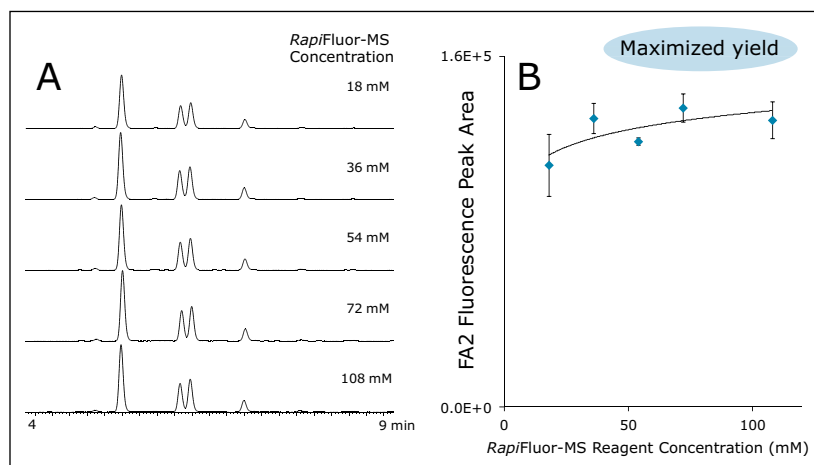 A
RapiFluor-MS
Concentration
18 mM
36 mM
54 mM
72 mM
108 mM
4
9 min
B
Maximized yield
1.6E+5
FA2 Fluorescence Peak Area
0.0E+0
0
50
100
RapiFluor-MS Reagent Concentration (mM)